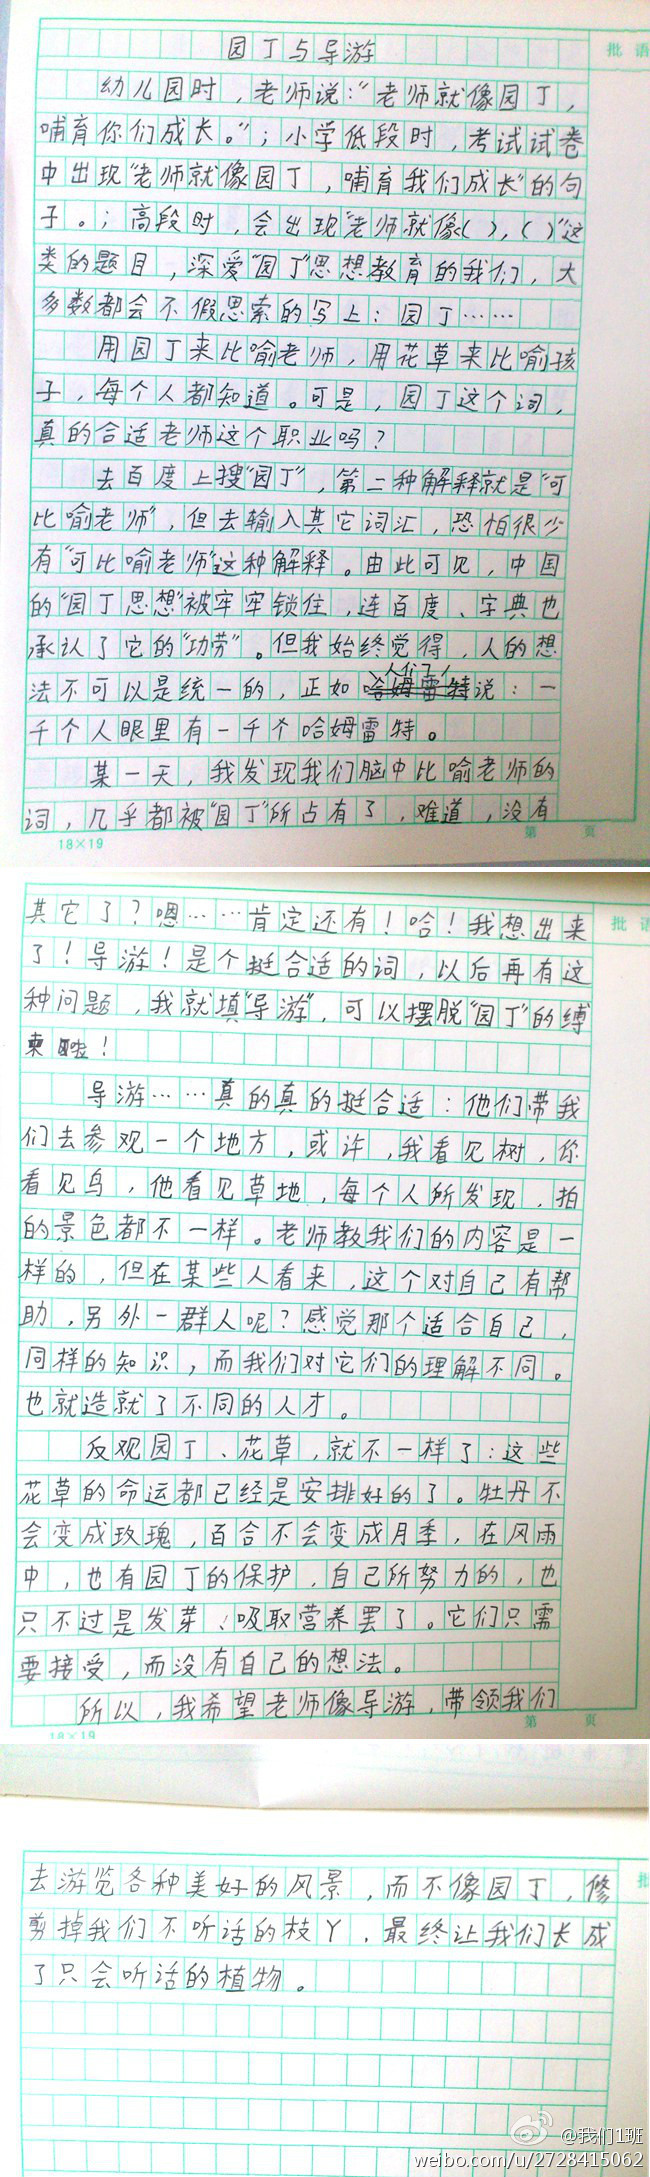 园丁与导游
批语
幼儿园时，老师说：“老师就像园丁，
哺育你们成长。”；小学低段时，考试试卷
中出现“老师就像园丁，哺育我们成长”的句
子。；高段时，会出现“老师就像（ ），（ ）”这
类的题目，深爱“园丁”思想教育的我们，大
多数都会不假思索的写上：园丁……
用园丁来比喻老师，用花草来比喻孩
子，每个人都知道。可是，园丁这个词，
真的合适老师这个职业吗？
去百度上搜“园丁”，第二种解释就是“可
比喻老师”，但去输入其它词汇，恐怕很少
有“可比喻老师”这种解释。由此可见，中国
的“园丁思想”被牢牢锁住，连百度、字典也
承认了它的“功劳”。但我始终觉得，人的想
法不可以是统一的，正如人们说：一
千个人眼里有一千个哈姆雷特。
某一天，我发现我们脑中比喻老师的
词，几乎都被“园丁”所占有了，难道，没有
18×19
第 页
其它了？嗯……肯定还有！哈！我想出来
批语
了！导游！是个挺合适的词，以后再有这
种问题，我就填“导游”，可以摆脱“园丁”的缚
束啦！
导游……真的真的挺合适：他们带我
们去参观一个地方，或许，我看见树，你
看见鸟，他看见草地，每个人所发现、拍
的景色都不一样。老师教我们的内容是一
样的，但在某些人看来，这个对自己有帮
助，另外一群人呢？感觉那个适合自己，
同样的知识，而我们对它们的理解不同。
也就造就了不同的人才。
反观园丁、花草，就不一样了：这些
花草的命运都已经是安排好的了。牡丹不
会变成玫瑰，百合不会变成月季，在风雨
中，也有园丁的保护，自己所努力的，也
只不过是发芽、吸取营养罢了。它们只需
要接受，而没有自己的想法。
所以，我希望老师像导游，带领我们
18×19
第 页
去游览各种美好的风景，而不像园丁，修
批
剪掉我们不听话的枝丫，最终让我们长成
了只会听话的植物。
@我们1班
weibo.com/u/2728415062